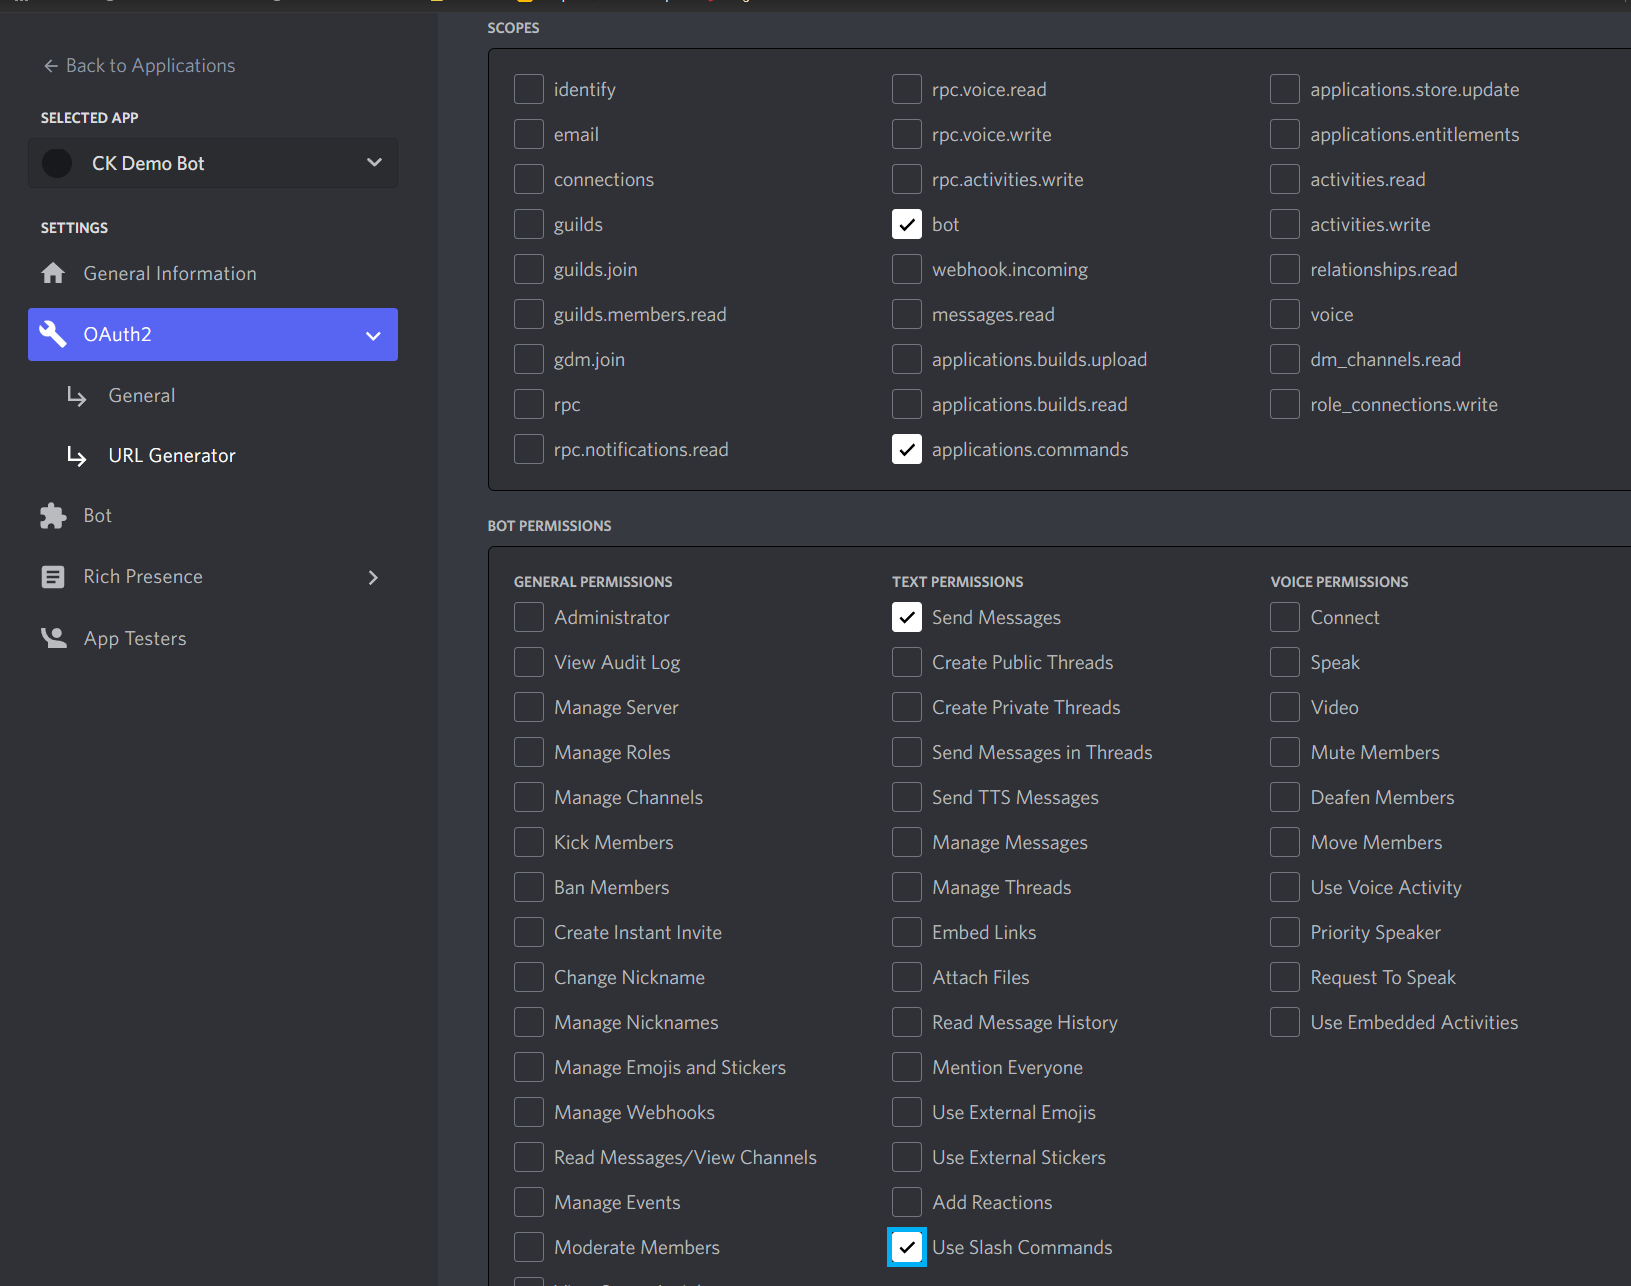 ← Back to Applications
SELECTED APP
CK Demo Bot
SETTINGS
General Information
OAuth2
General
URL Generator
Bot
Rich Presence
App Testers
SCOPES
identify
email
connections
guilds
guilds.join
guilds.members.read
gdm.join
rpc
rpc.notifications.read
rpc.voice.read
rpc.voice.write
rpc.activities.write
bot
webhook.incoming
messages.read
applications.builds.upload
applications.builds.read
applications.commands
applications.store.update
applications.entitlements
activities.read
activities.write
relationships.read
voice
dm_channels.read
role_connections.write
BOT PERMISSIONS
GENERAL PERMISSIONS
Administrator
View Audit Log
Manage Server
Manage Roles
Manage Channels
Kick Members
Ban Members
Create Instant Invite
Change Nickname
Manage Nicknames
Manage Emojis and Stickers
Manage Webhooks
Read Messages/View Channels
Manage Events
Moderate Members
TEXT PERMISSIONS
Send Messages
Create Public Threads
Create Private Threads
Send Messages in Threads
Send TTS Messages
Manage Messages
Manage Threads
Embed Links
Attach Files
Read Message History
Mention Everyone
Use External Emojis
Use External Stickers
Add Reactions
Use Slash Commands
VOICE PERMISSIONS
Connect
Speak
Video
Mute Members
Deafen Members
Move Members
Use Voice Activity
Priority Speaker
Request To Speak
Use Embedded Activities